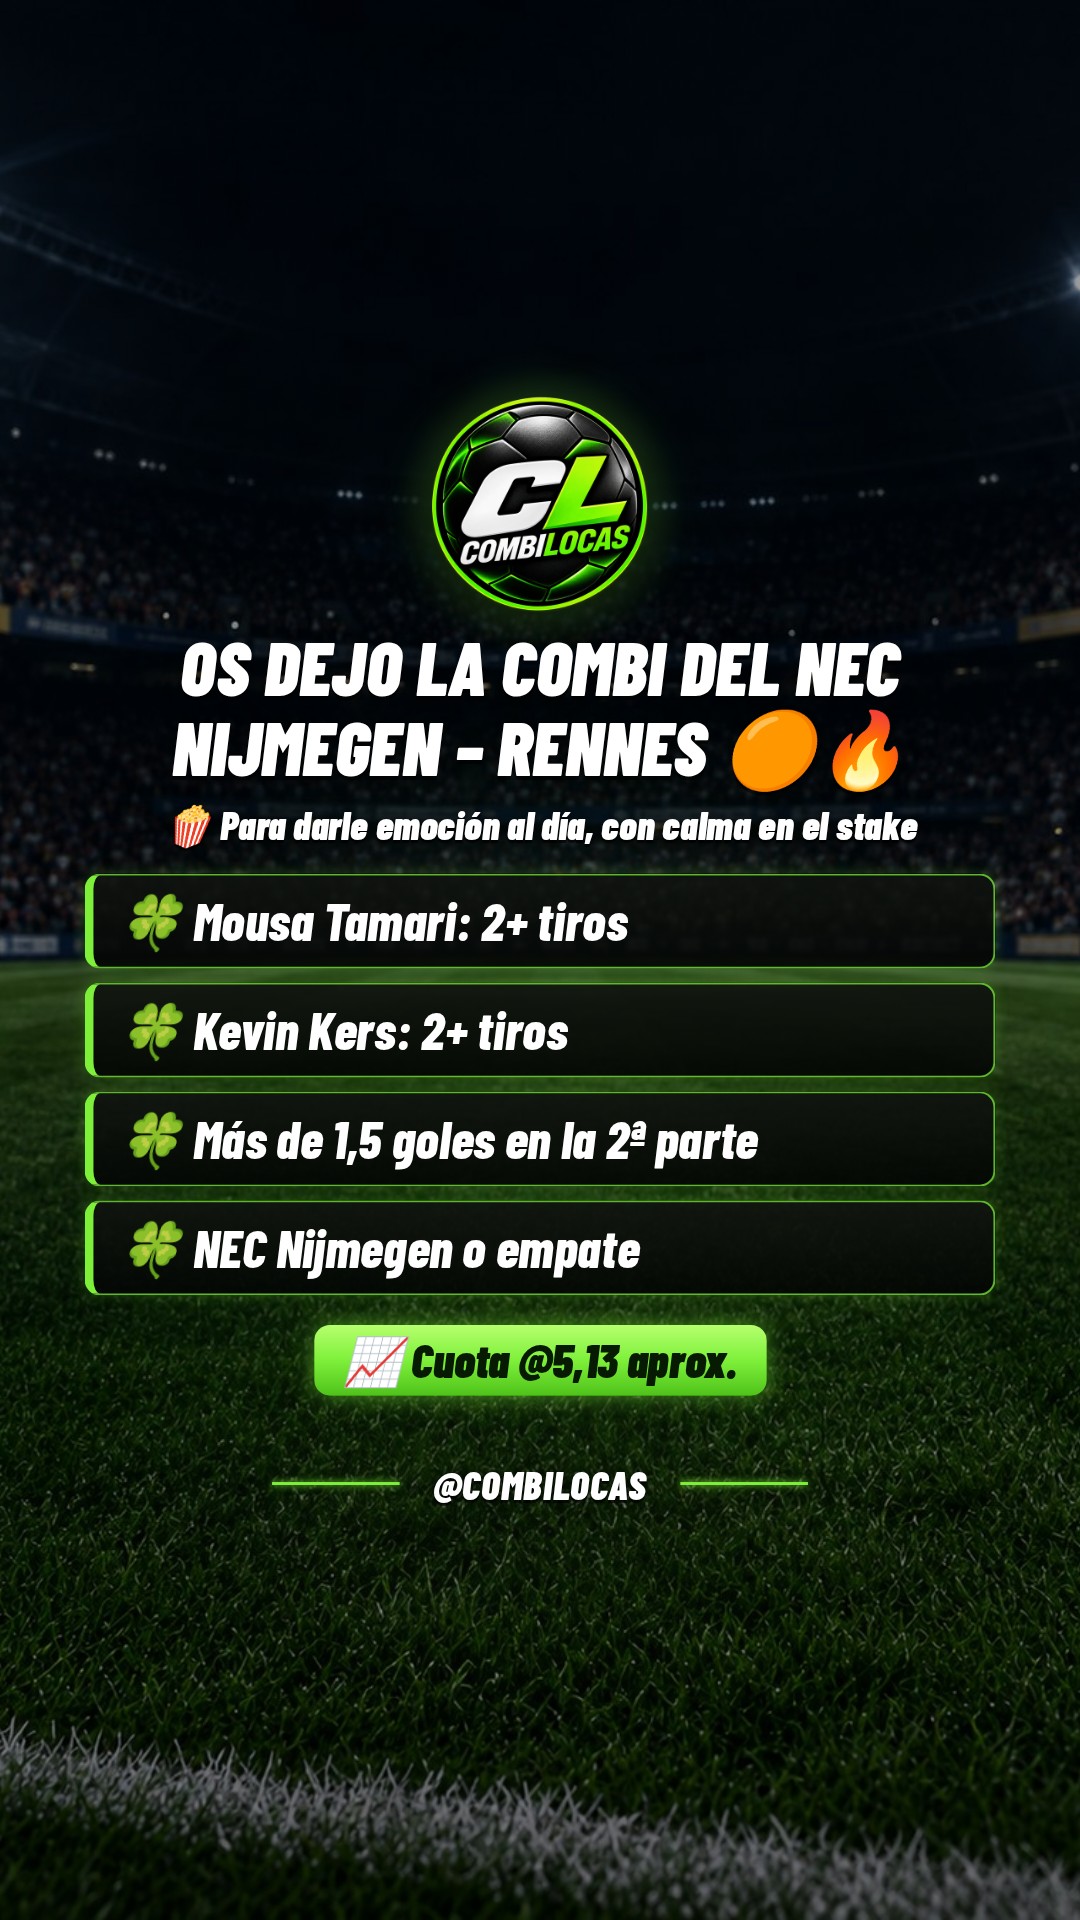 CL
COMBILOCAS
OS DEJO LA COMBI DEL NEC
NIJMEGEN – RENNES 🟠🔥
🍿 Para darle emoción al día, con calma en el stake
🍀 Mousa Tamari: 2+ tiros
🍀 Kevin Kers: 2+ tiros
🍀 Más de 1,5 goles en la 2ª parte
🍀 NEC Nijmegen o empate
📈 Cuota @5,13 aprox.
@COMBILOCAS